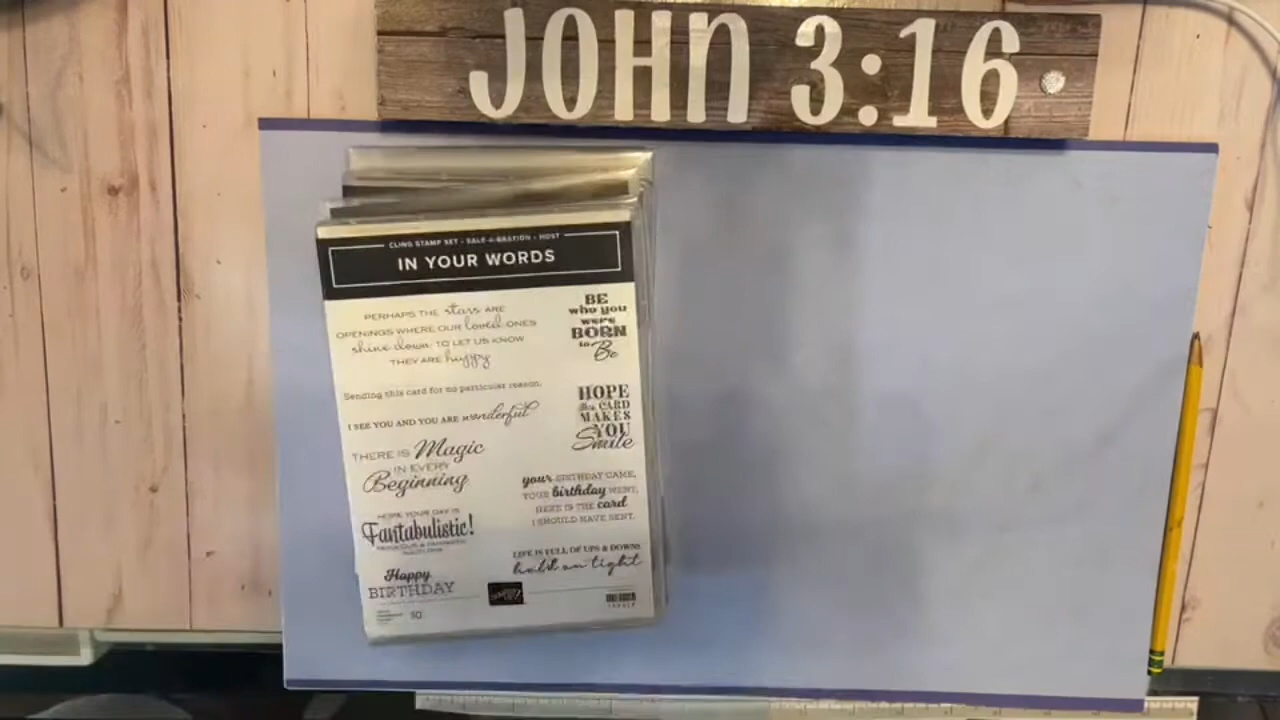 JOHN 3:16
CLING STAMP SET • SALE-A-BRATION • HOST
IN YOUR WORDS
PERHAPS THE stars ARE
OPENINGS WHERE OUR loved ONES
shine down TO LET US KNOW
THEY ARE happy
Sending this card for no particular reason.
I SEE YOU AND YOU ARE wonderful
THERE IS Magic
IN EVERY
Beginning
HOPE YOUR DAY IS
Fantabulistic!
Happy
BIRTHDAY
10
BE
who you
were
BORN
to
Be
HOPE
this CARD
MAKES
YOU
Smile
your BIRTHDAY CAME,
YOUR birthday WENT,
HERE IS THE card
I SHOULD HAVE SENT.
LIFE IS FULL OF UPS & DOWNS
hold on tight